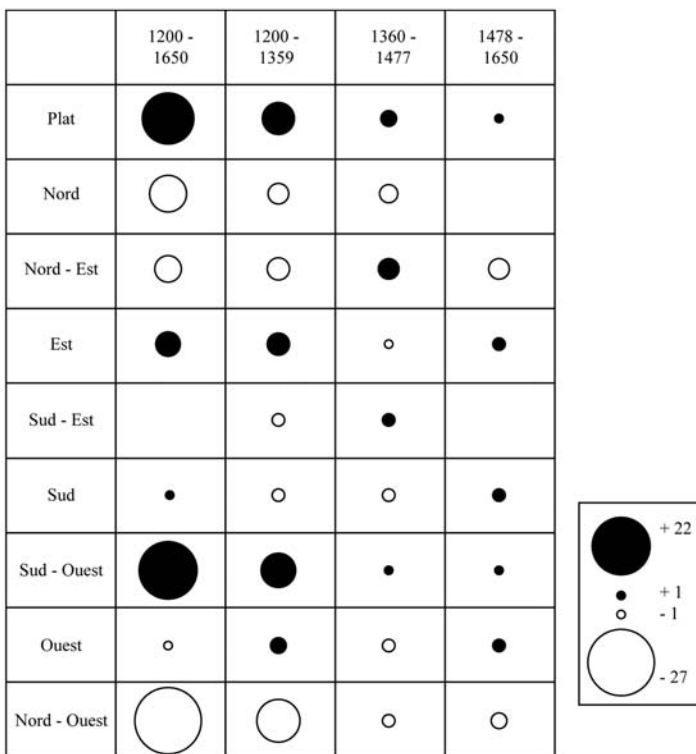 1200 -
1650
1200 -
1359
1360 -
1477
1478 -
1650
Plat
Nord
Nord - Est
Est
Sud - Est
Sud
Sud - Ouest
Ouest
Nord - Ouest
+ 22
+ 1
- 1
- 27